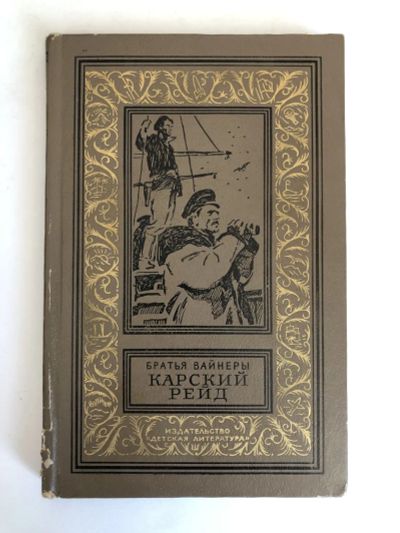 БРАТЬЯ ВАЙНЕРЫ
КАРСКИЙ
РЕЙД
ИЗДАТЕЛЬСТВО
«ДЕТСКАЯ ЛИТЕРАТУРА»